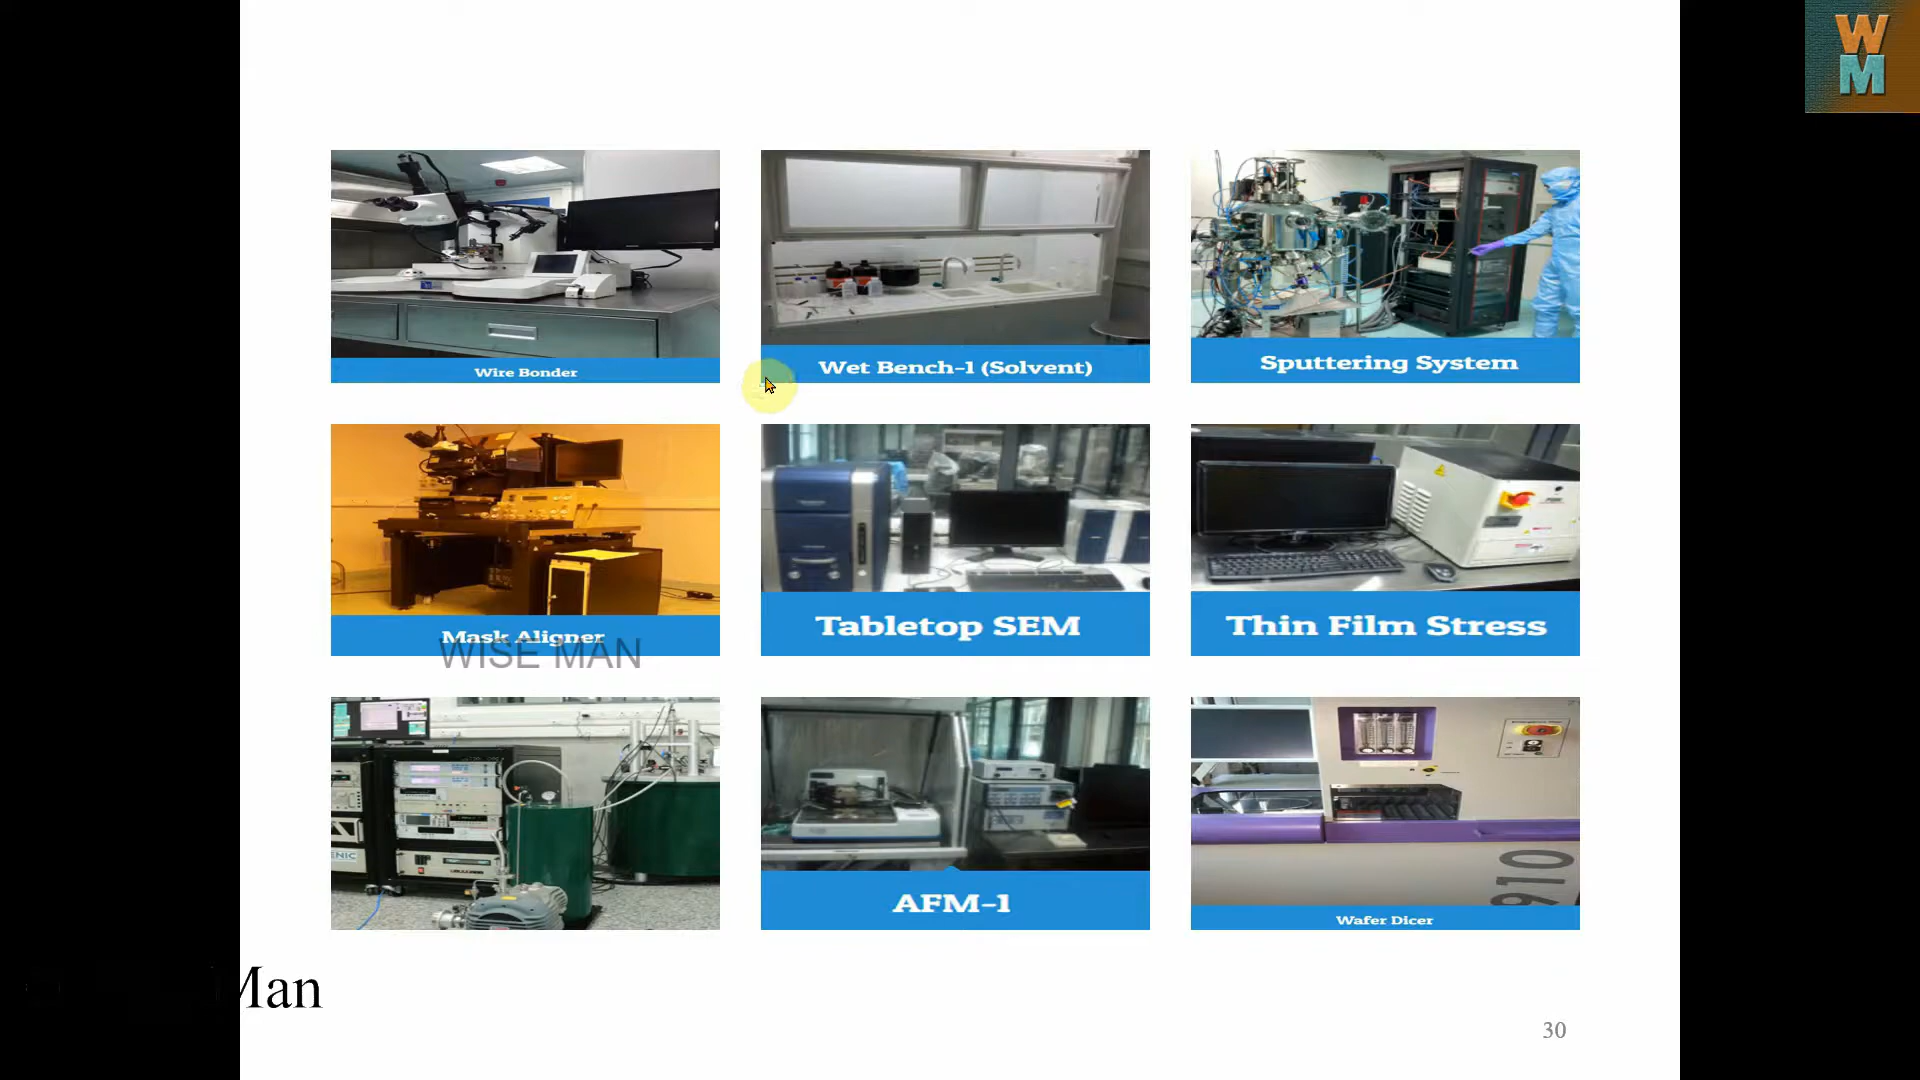 W
M
Wire Bonder
Wet Bench-1 (Solvent)
Sputtering System
Mask Aligner
WISE MAN
Tabletop SEM
Thin Film Stress
AFM-1
910
Wafer Dicer
Man
30